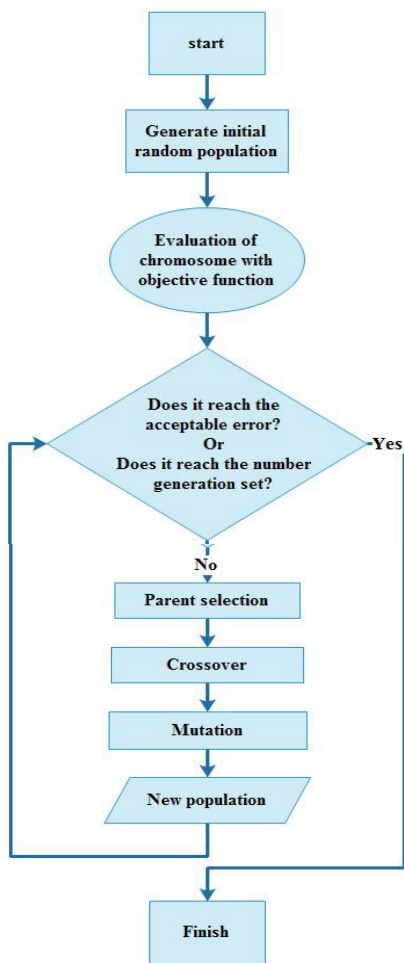 start
Generate initial
random population
Evaluation of
chromosome with
objective function
Does it reach the
acceptable error?
Or
Does it reach the number
generation set?
Yes
No
Parent selection
Crossover
Mutation
New population
Finish